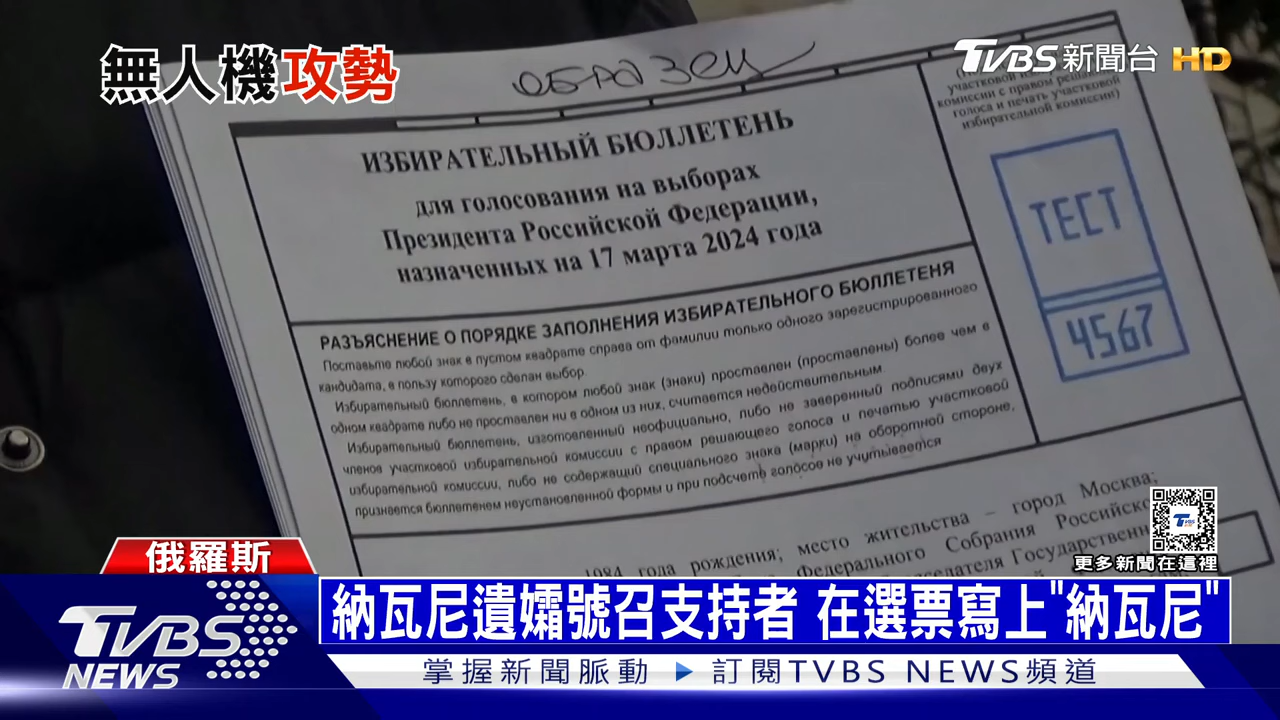 無人機攻勢
TVBS新聞台 HD
ОБРАЗЕЦ
ИЗБИРАТЕЛЬНЫЙ БЮЛЛЕТЕНЬ
для голосования на выборах
Президента Российской Федерации,
назначенных на 17 марта 2024 года
участковой
комиссии с правом решающего
голоса и печать участковой
избирательной комиссии)
ТЕСТ
4567
РАЗЪЯСНЕНИЕ О ПОРЯДКЕ ЗАПОЛНЕНИЯ ИЗБИРАТЕЛЬНОГО БЮЛЛЕТЕНЯ
Поставьте любой знак в пустом квадрате справа от фамилии только одного зарегистрированного
кандидата, в пользу которого сделан выбор.
Избирательный бюллетень, в котором любой знак (знаки) проставлен (проставлены) более чем в
одном квадрате либо не проставлен ни в одном из них, считается недействительным.
Избирательный бюллетень, изготовленный неофициально, либо не заверенный подписями двух
членов участковой избирательной комиссии с правом решающего голоса и печатью участковой
избирательной комиссии, либо не содержащий специального знака (марки) на оборотной стороне,
признается бюллетенем неустановленной формы и при подсчете голосов не учитывается
1984 года рождения; место жительства – город Москва;
Федерального Собрания Российско
Государственн
TVBS
更多新聞在這裡
俄羅斯
納瓦尼遺孀號召支持者 在選票寫上"納瓦尼"
TVBS NEWS
掌握新聞脈動 ▶ 訂閱TVBS NEWS頻道